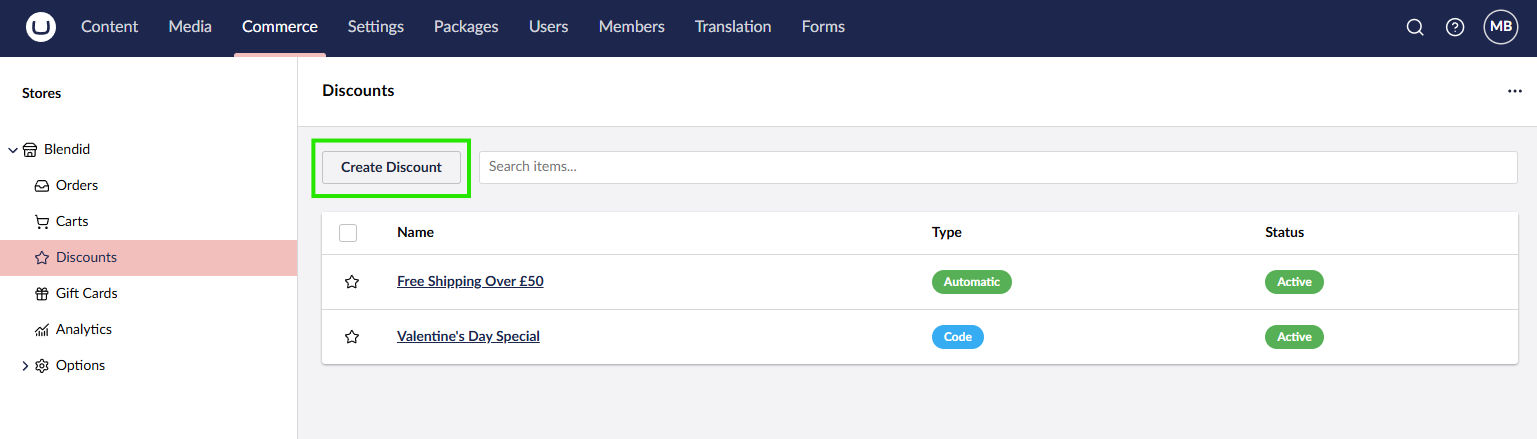 Content Media Commerce Settings Packages Users Members Translation Forms MB
Stores
Blendid
Orders
Carts
Discounts
Gift Cards
Analytics
Options
Discounts
Create Discount Search items...
Name Type Status
Free Shipping Over £50 Automatic Active
Valentine's Day Special Code Active